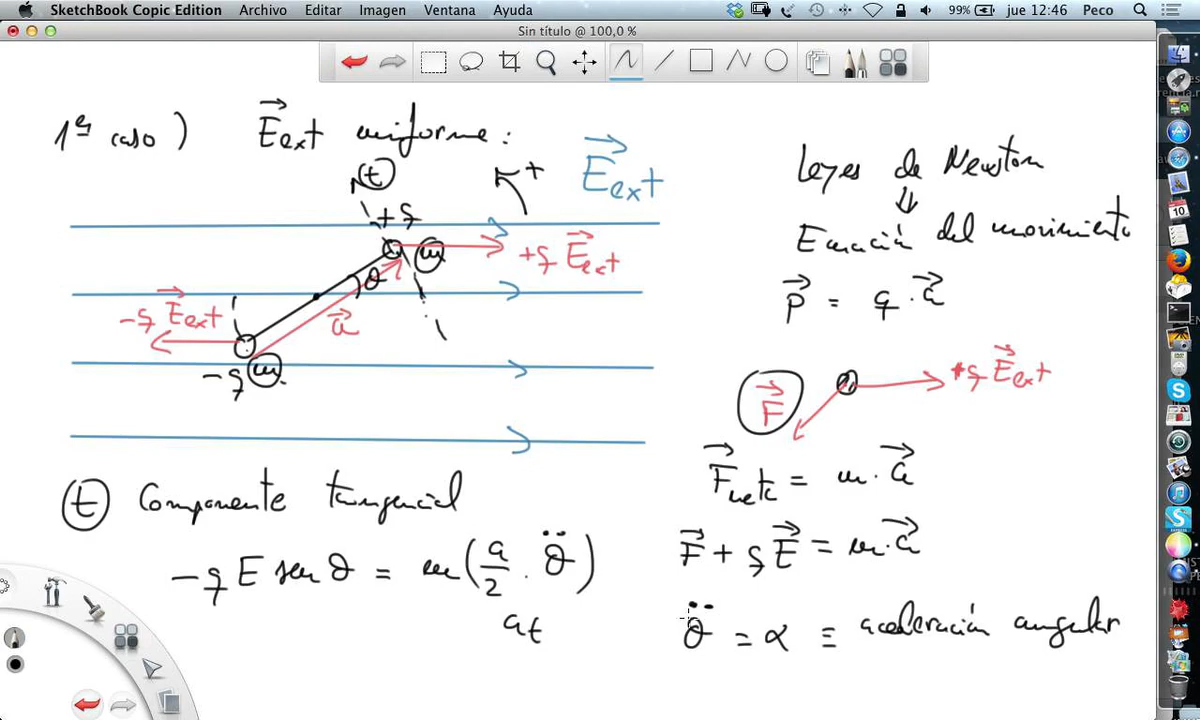 SketchBook Copic Edition Archivo Editar Imagen Ventana Ayuda 99% jue 12:46 Peco
Sin título @ 100,0 %
1er caso) E⃗ext uniforme:
E⃗ext
+
t
+q
m
+q E⃗ext
θ
a⃗
-q E⃗ext
-q m
Leyes de Newton
⇓
Ecuación del movimiento
p⃗ = q · a⃗
F⃗
+q E⃗ext
F⃗neta = m · a⃗
F⃗ + qE⃗ = m · a⃗
θ̈ = α ≡ aceleración angular
(t) Componente tangencial
-q E sen θ = m(a/2 · θ̈)
at